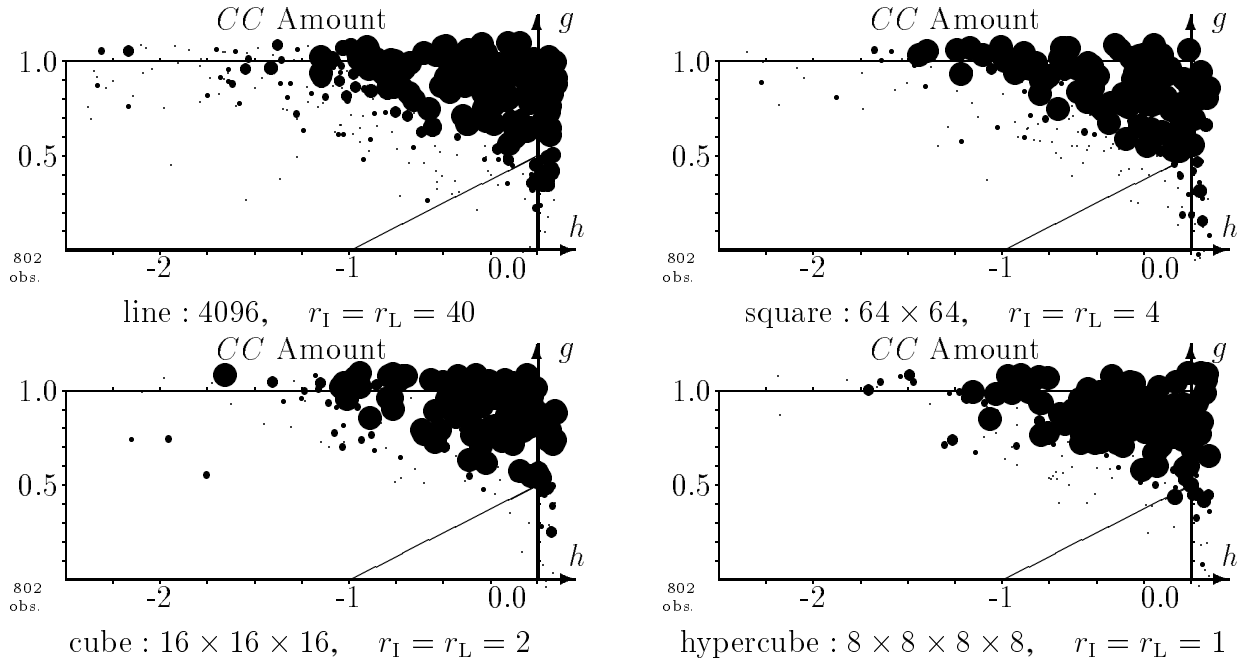 CC Amount g
1.0
0.5
h
802 obs.
-2 -1 0.0
line : 4096, r_I = r_L = 40
CC Amount g
1.0
0.5
h
802 obs.
-2 -1 0.0
square : 64 × 64, r_I = r_L = 4
CC Amount g
1.0
0.5
h
802 obs.
-2 -1 0.0
cube : 16 × 16 × 16, r_I = r_L = 2
CC Amount g
1.0
0.5
h
802 obs.
-2 -1 0.0
hypercube : 8 × 8 × 8 × 8, r_I = r_L = 1